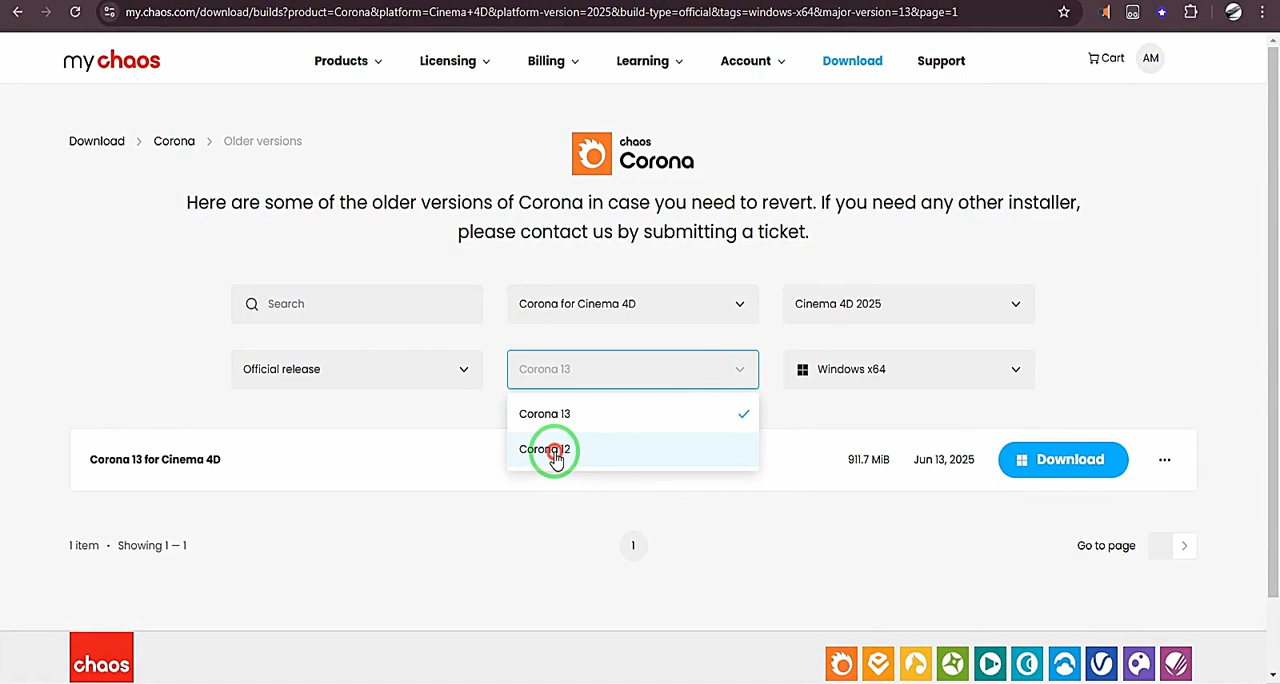 my.chaos.com/download/builds?product=Corona&platform=Cinema+4D&platform-version=2025&build-type=official&tags=windows-x64&major-version=13&page=1
my chaos
Products
Licensing
Billing
Learning
Account
Download
Support
Cart
AM
Download > Corona > Older versions
chaos
Corona
Here are some of the older versions of Corona in case you need to revert. If you need any other installer,
please contact us by submitting a ticket.
Search
Corona for Cinema 4D
Cinema 4D 2025
Official release
Corona 13
Windows x64
Corona 13
Corona 12
Corona 13 for Cinema 4D
911.7 MiB
Jun 13, 2025
Download
1 item · Showing 1 — 1
1
Go to page
chaos